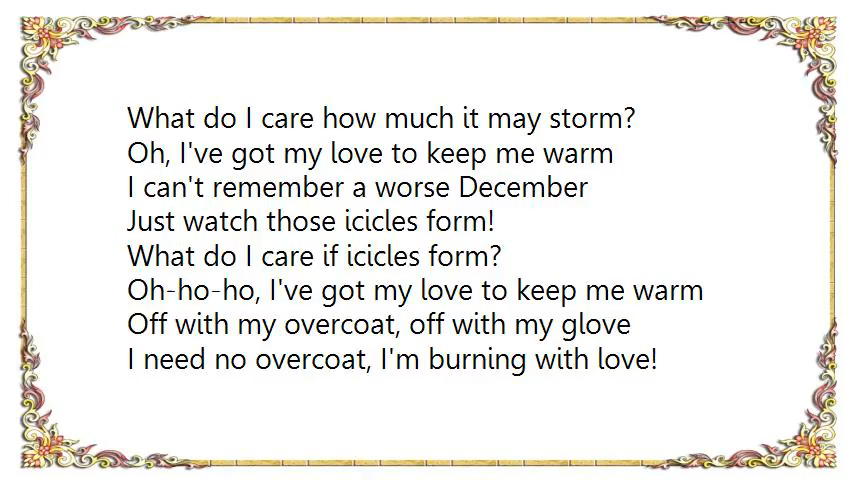 What do I care how much it may storm?
Oh, I've got my love to keep me warm
I can't remember a worse December
Just watch those icicles form!
What do I care if icicles form?
Oh-ho-ho, I've got my love to keep me warm
Off with my overcoat, off with my glove
I need no overcoat, I'm burning with love!